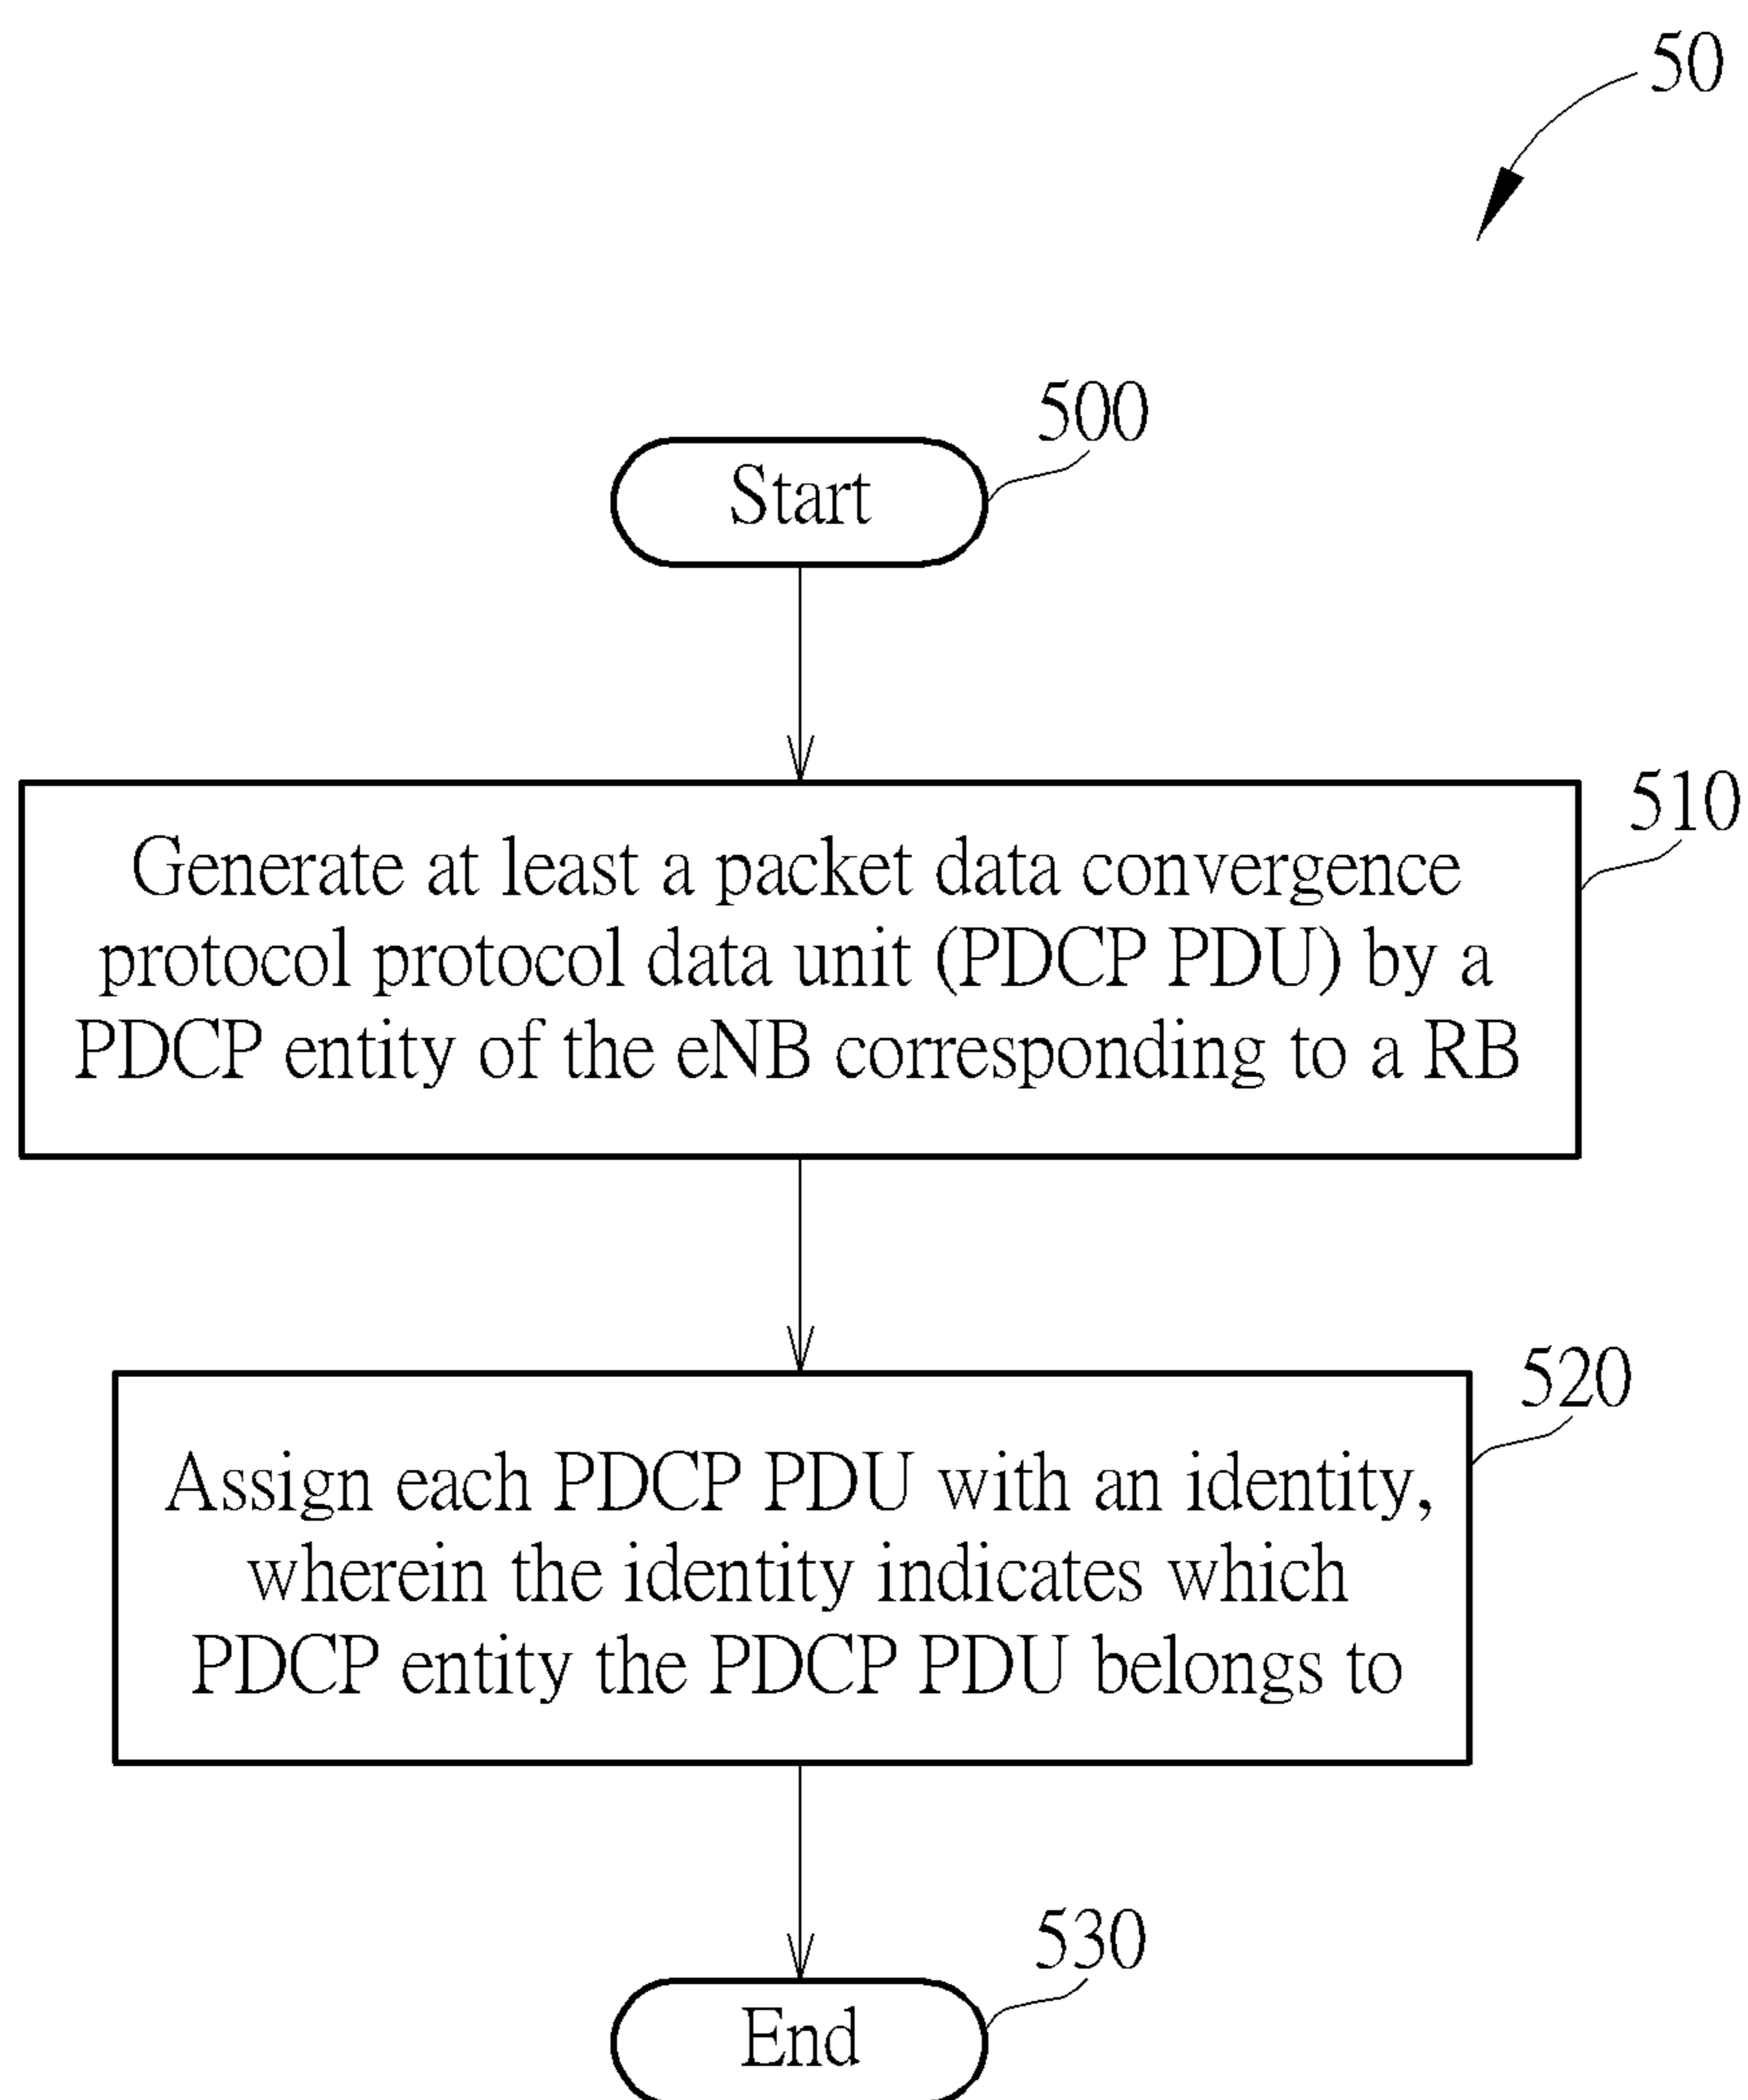 50
500
Start
510
Generate at least a packet data convergence
protocol protocol data unit (PDCP PDU) by a
PDCP entity of the eNB corresponding to a RB
520
Assign each PDCP PDU with an identity,
wherein the identity indicates which
PDCP entity the PDCP PDU belongs to
530
End